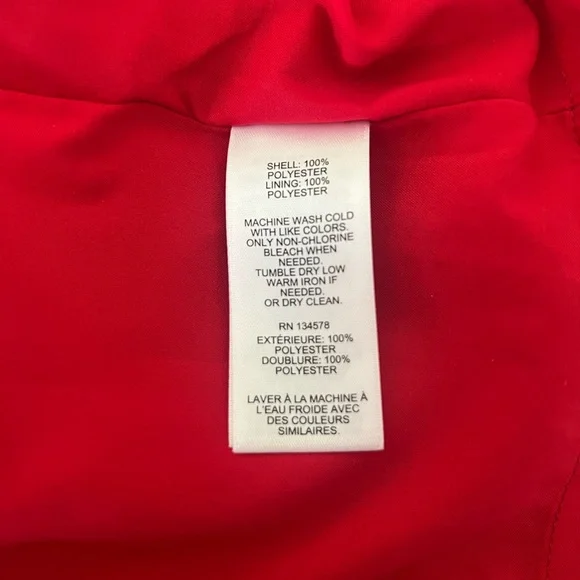 SHELL: 100%
POLYESTER
LINING: 100%
POLYESTER
MACHINE WASH COLD
WITH LIKE COLORS.
ONLY NON-CHLORINE
BLEACH WHEN
NEEDED.
TUMBLE DRY LOW
WARM IRON IF
NEEDED.
OR DRY CLEAN.
RN 134578
EXTÉRIEURE: 100%
POLYESTER
DOUBLURE: 100%
POLYESTER
LAVER À LA MACHINE À
L'EAU FROIDE AVEC
DES COULEURS
SIMILAIRES.